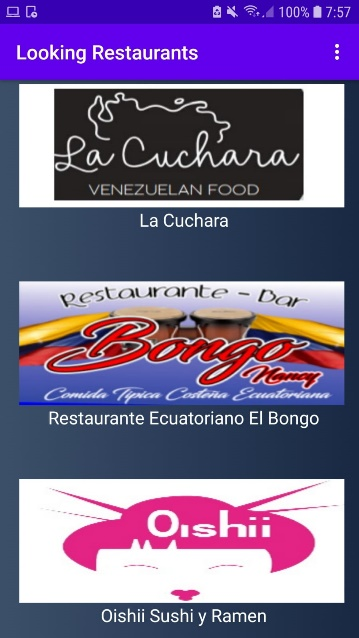 100% 7:57
Looking Restaurants
La Cuchara
VENEZUELAN FOOD
La Cuchara
Restaurante - Bar
Bongo
Nancy
Comida Típica Costeña Ecuatoriana
Restaurante Ecuatoriano El Bongo
Oishii
Oishii Sushi y Ramen